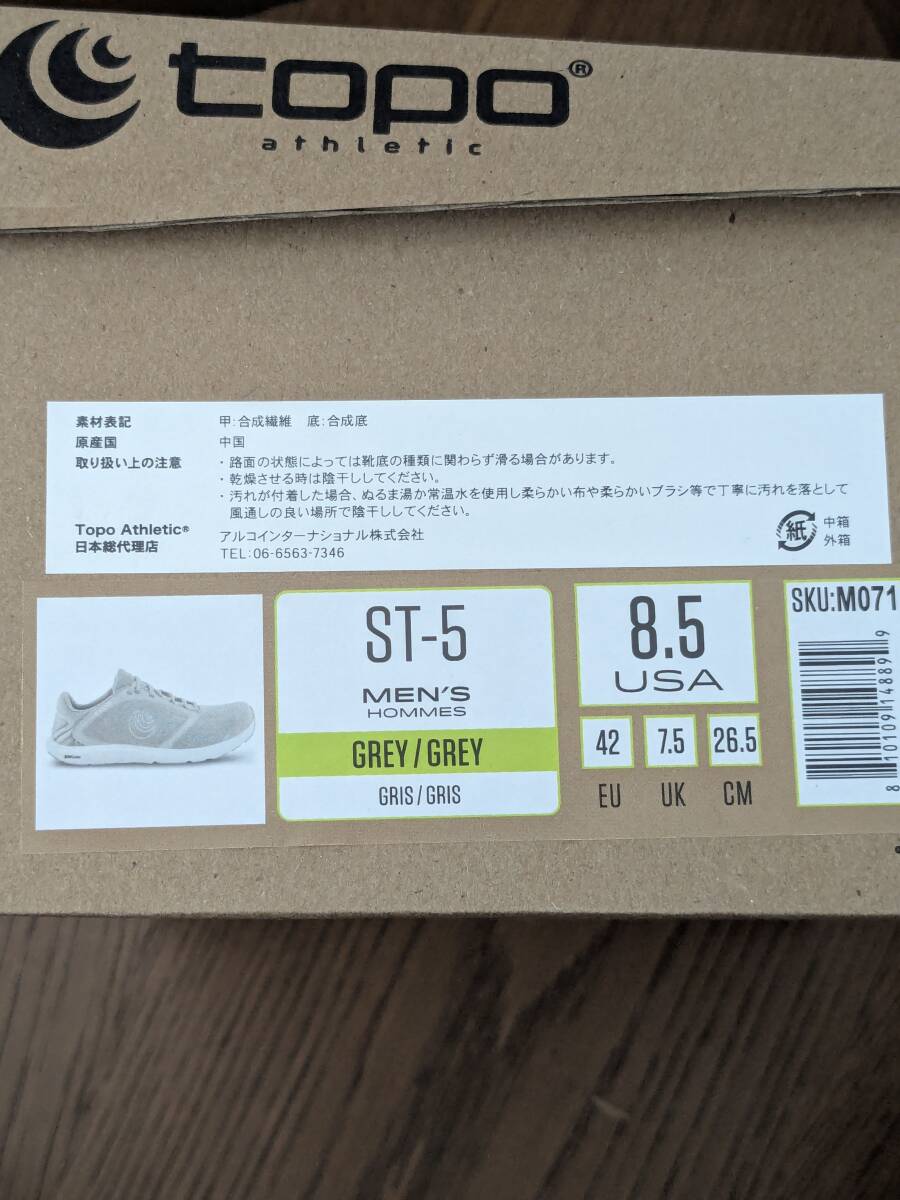 topo®
athletic
素材表記 甲:合成繊維 底:合成底
原産国 中国
取り扱い上の注意 ・路面の状態によっては靴底の種類に関わらず滑る場合があります。
・乾燥させる時は陰干ししてください。
・汚れが付着した場合、ぬるま湯か常温水を使用し柔らかい布や柔らかいブラシ等で丁寧に汚れを落として
風通しの良い場所で陰干ししてください。
Topo Athletic® アルコインターナショナル株式会社
日本総代理店 TEL:06-6563-7346
紙 中箱
外箱
ST-5
MEN'S
HOMMES
GREY/GREY
GRIS/GRIS
8.5
USA
42 7.5 26.5
EU UK CM
SKU:M071
8 10109 14889 9